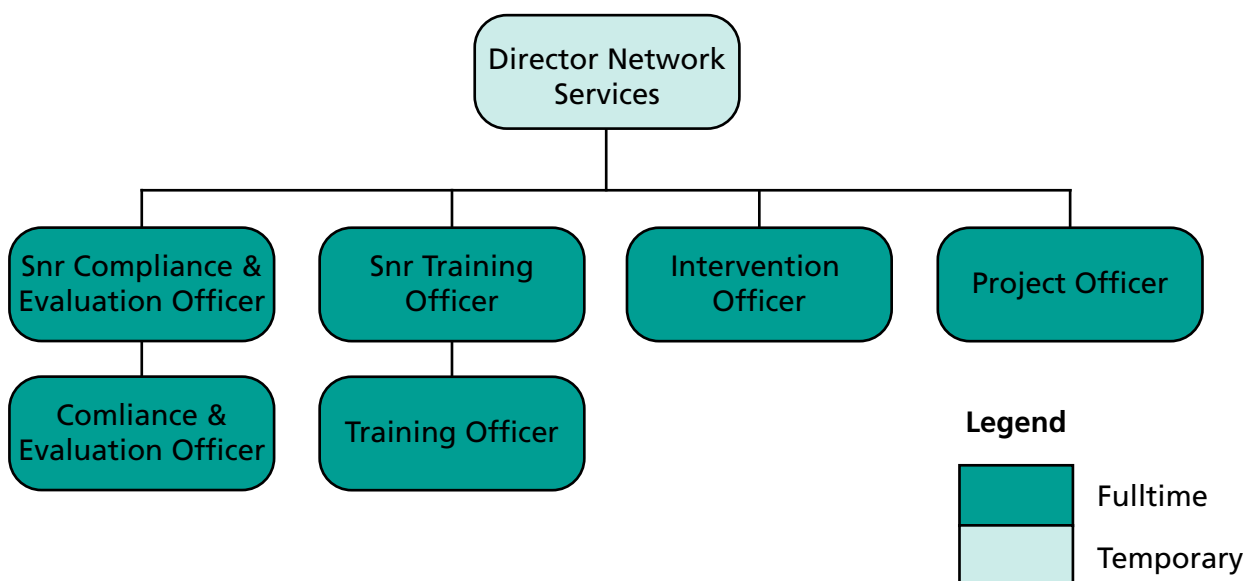 Director Network
Services
Snr Compliance &
Evaluation Officer
Snr Training
Officer
Intervention
Officer
Project Officer
Comliance &
Evaluation Officer
Training Officer
Legend
Fulltime
Temporary